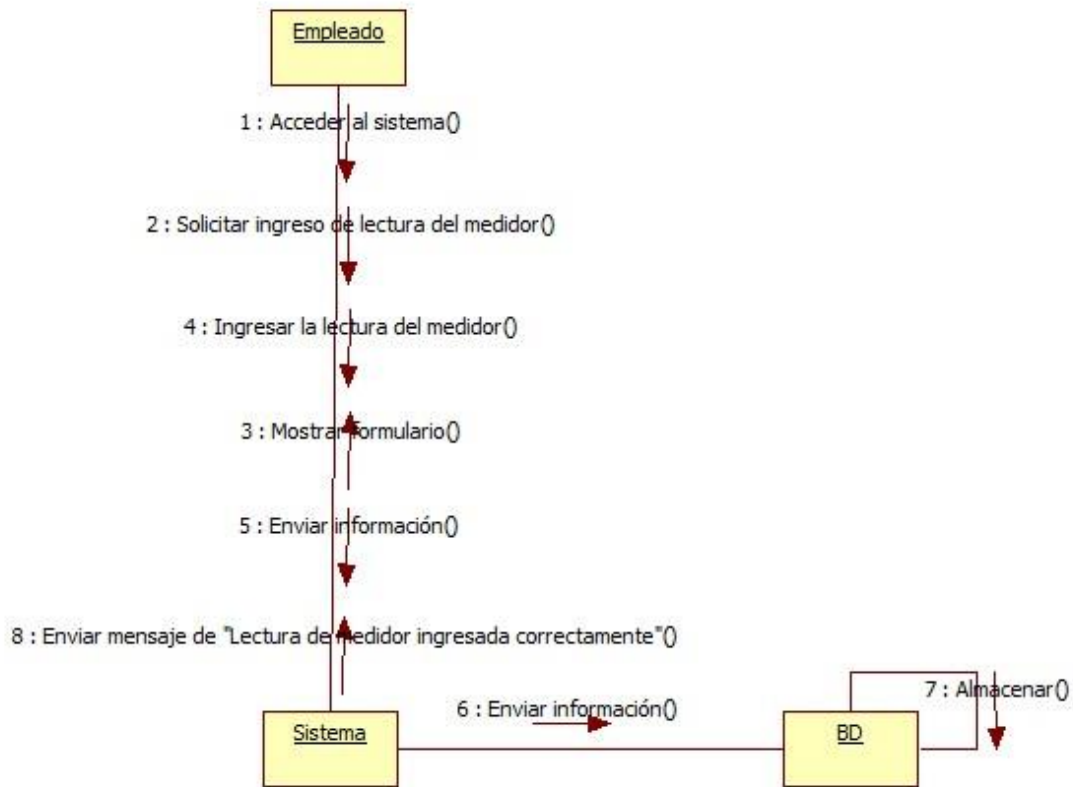 Empleado
1 : Acceder al sistema()
2 : Solicitar ingreso de lectura del medidor()
4 : Ingresar la lectura del medidor()
3 : Mostrar formulario()
5 : Enviar información()
8 : Enviar mensaje de "Lectura de medidor ingresada correctamente"()
7 : Almacenar()
6 : Enviar información()
Sistema
BD